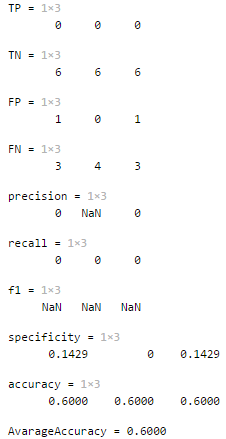 TP = 1×3
0 0 0
TN = 1×3
6 6 6
FP = 1×3
1 0 1
FN = 1×3
3 4 3
precision = 1×3
0 NaN 0
recall = 1×3
0 0 0
f1 = 1×3
NaN NaN NaN
specificity = 1×3
0.1429 0 0.1429
accuracy = 1×3
0.6000 0.6000 0.6000
AvarageAccuracy = 0.6000